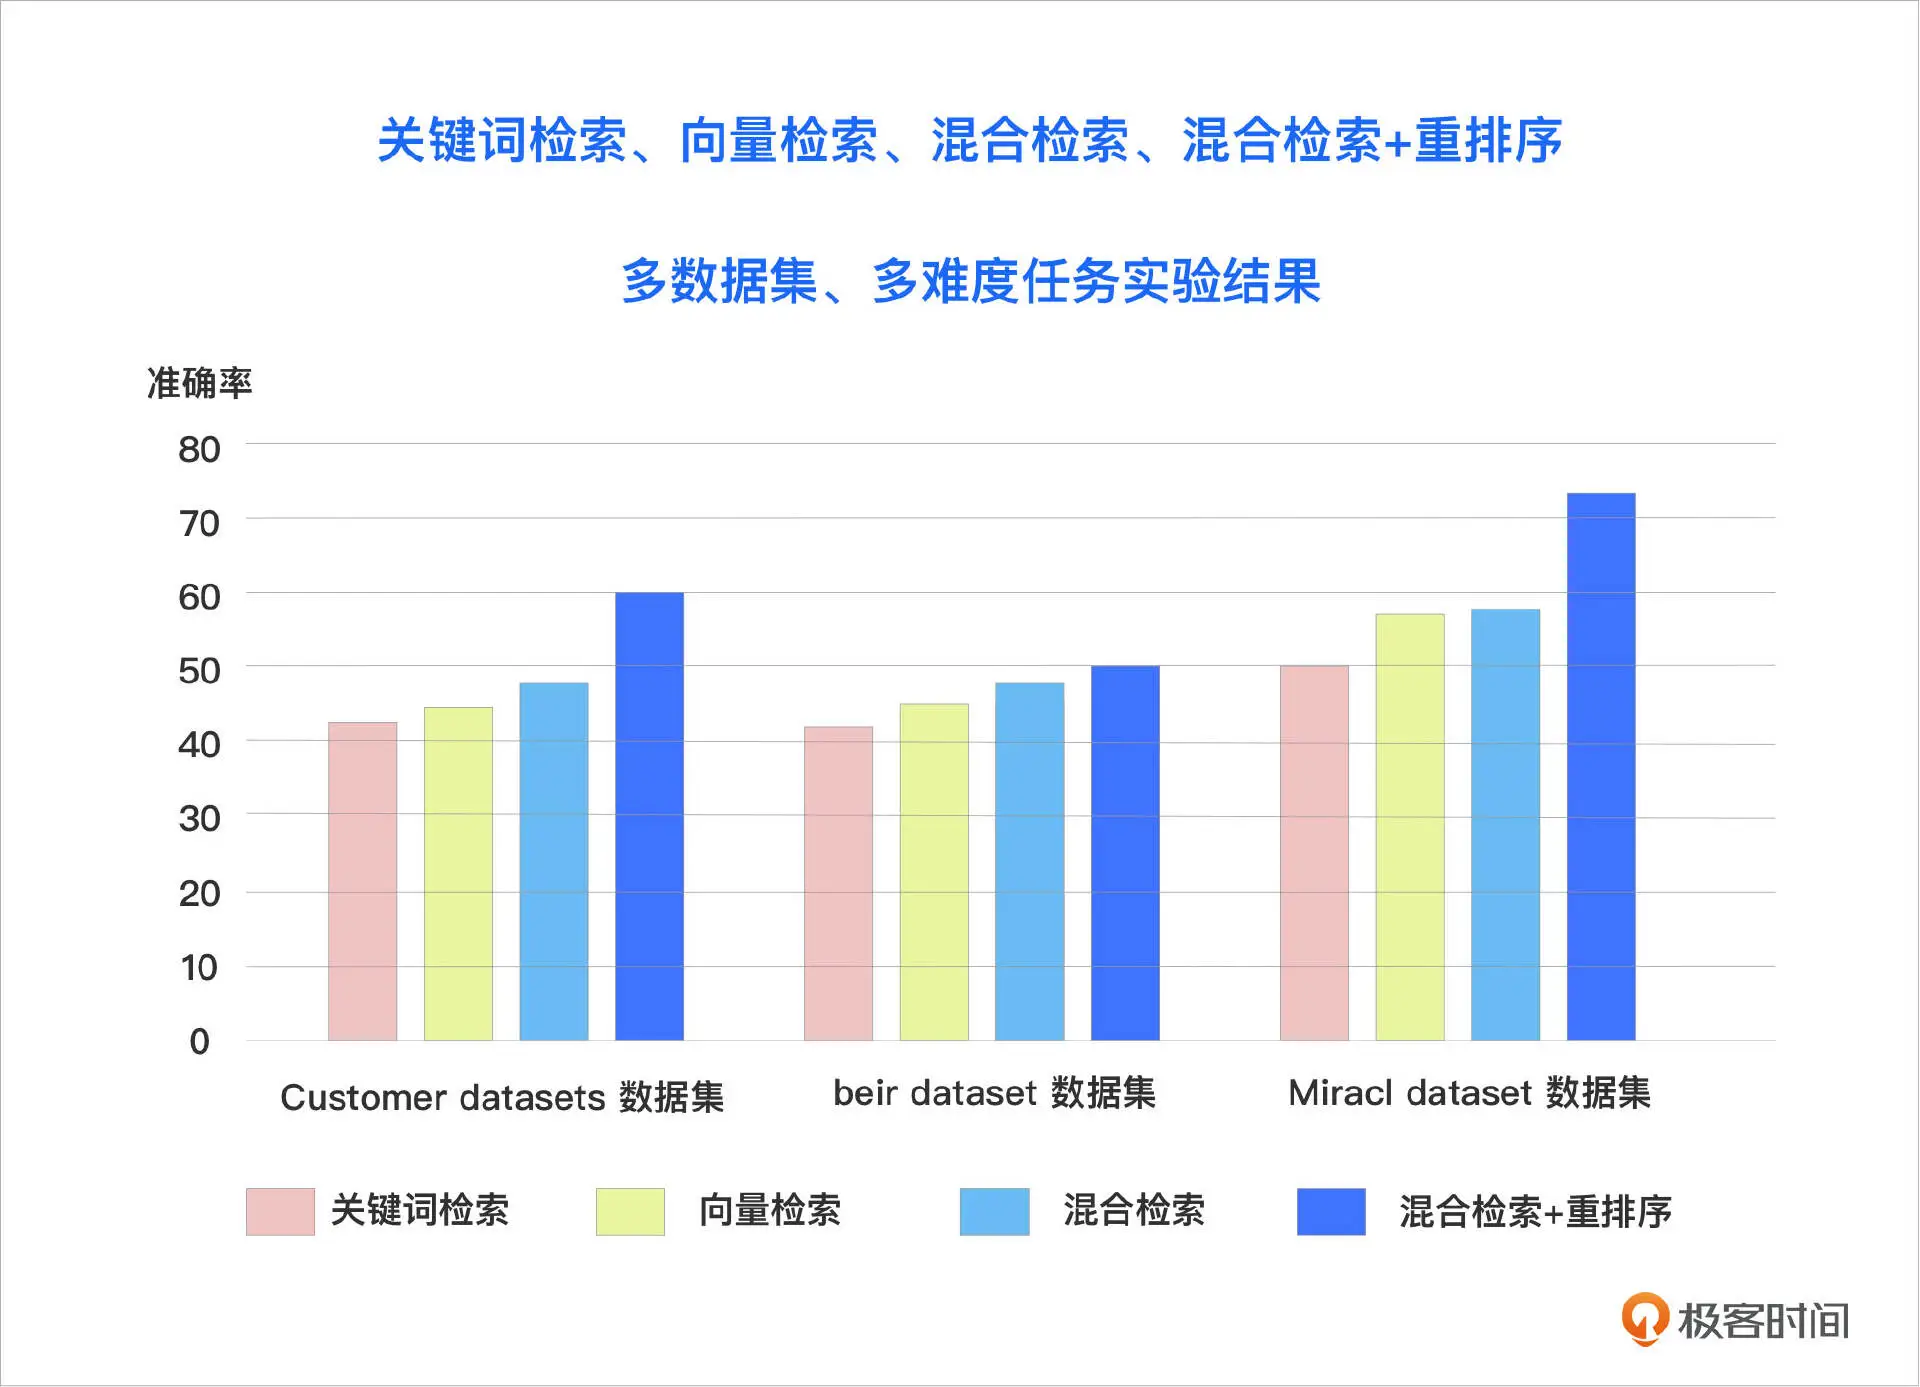 关键词检索、向量检索、混合检索、混合检索+重排序
多数据集、多难度任务实验结果
准确率
80
70
60
50
40
30
20
10
0
Customer datasets 数据集
beir dataset 数据集
Miracl dataset 数据集
关键词检索
向量检索
混合检索
混合检索+重排序
极客时间